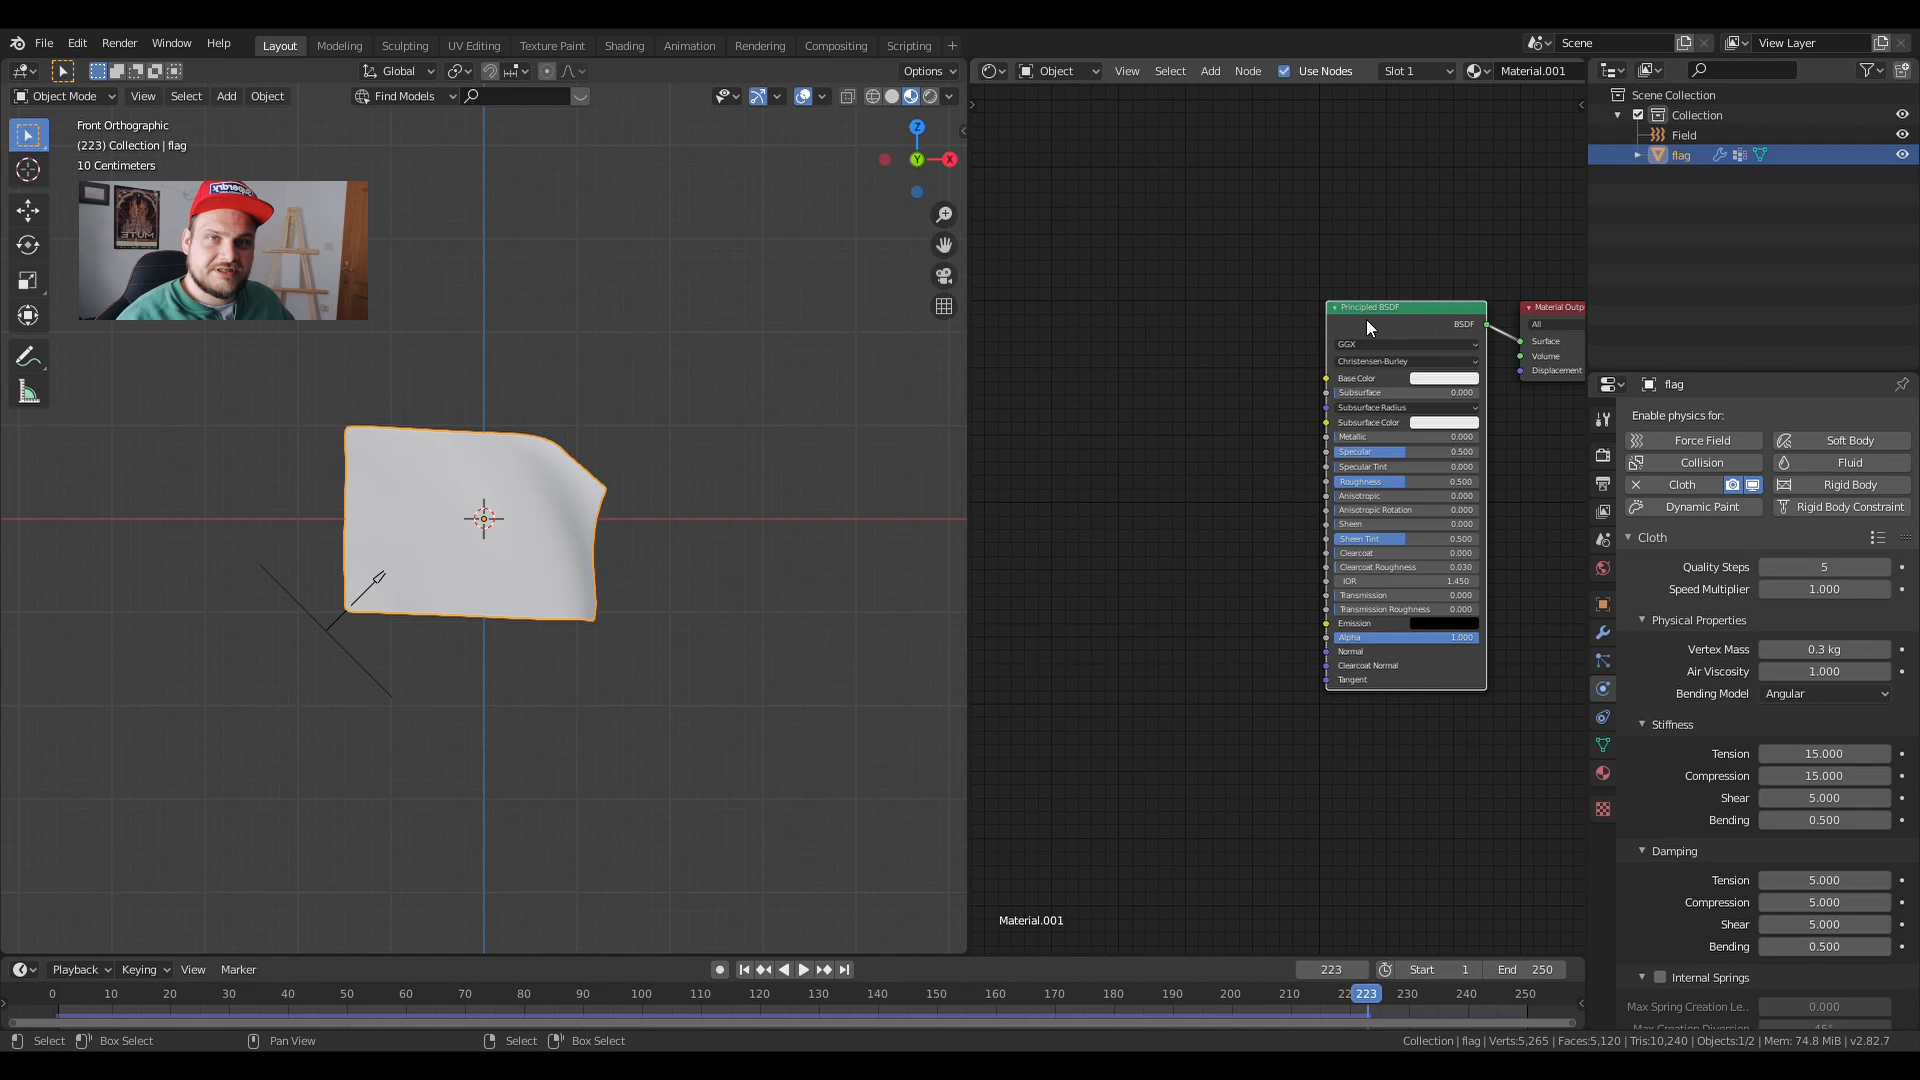 File Edit Render Window Help Layout Modeling Sculpting UV Editing Texture Paint Shading Animation Rendering Compositing Scripting + Scene View Layer
Global Options
Object View Select Add Node Use Nodes Slot 1 Material.001
Object Mode View Select Add Object Find Models
Front Orthographic
(223) Collection | flag
10 Centimeters
Z
Y
X
Superdry
MUTE
Principled BSDF
BSDF
GGX
Christensen-Burley
Base Color
Subsurface 0.000
Subsurface Radius
Subsurface Color
Metallic 0.000
Specular 0.500
Specular Tint 0.000
Roughness 0.500
Anisotropic 0.000
Anisotropic Rotation 0.000
Sheen 0.000
Sheen Tint 0.500
Clearcoat 0.000
Clearcoat Roughness 0.030
IOR 1.450
Transmission 0.000
Transmission Roughness 0.000
Emission
Alpha 1.000
Normal
Clearcoat Normal
Tangent
Material Outp
All
Surface
Volume
Displacement
Material.001
Scene Collection
Collection
Field
flag
flag
Enable physics for:
Force Field Soft Body
Collision Fluid
Cloth Rigid Body
Dynamic Paint Rigid Body Constraint
Cloth
Quality Steps 5
Speed Multiplier 1.000
Physical Properties
Vertex Mass 0.3 kg
Air Viscosity 1.000
Bending Model Angular
Stiffness
Tension 15.000
Compression 15.000
Shear 5.000
Bending 0.500
Damping
Tension 5.000
Compression 5.000
Shear 5.000
Bending 0.500
Internal Springs
Max Spring Creation Le.. 0.000
Playback Keying View Marker 223 Start 1 End 250
0 10 20 30 40 50 60 70 80 90 100 110 120 130 140 150 160 170 180 190 200 210 22 223 230 240 250
Select Box Select Pan View Select Box Select Collection | flag | Verts:5,265 | Faces:5,120 | Tris:10,240 | Objects:1/2 | Mem: 74.8 MiB | v2.82.7